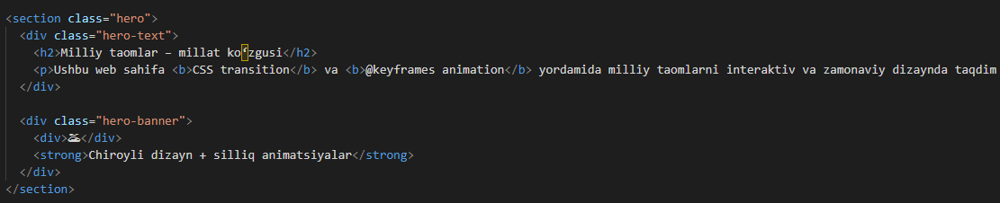 <section class="hero">
<div class="hero-text">
<h2>Milliy taomlar – millat ko‘zgusi</h2>
<p>Ushbu web sahifa <b>CSS transition</b> va <b>@keyframes animation</b> yordamida milliy taomlarni interaktiv va zamonaviy dizaynda taqdim
</div>
<div class="hero-banner">
<div>🍲</div>
<strong>Chiroyli dizayn + silliq animatsiyalar</strong>
</div>
</section>